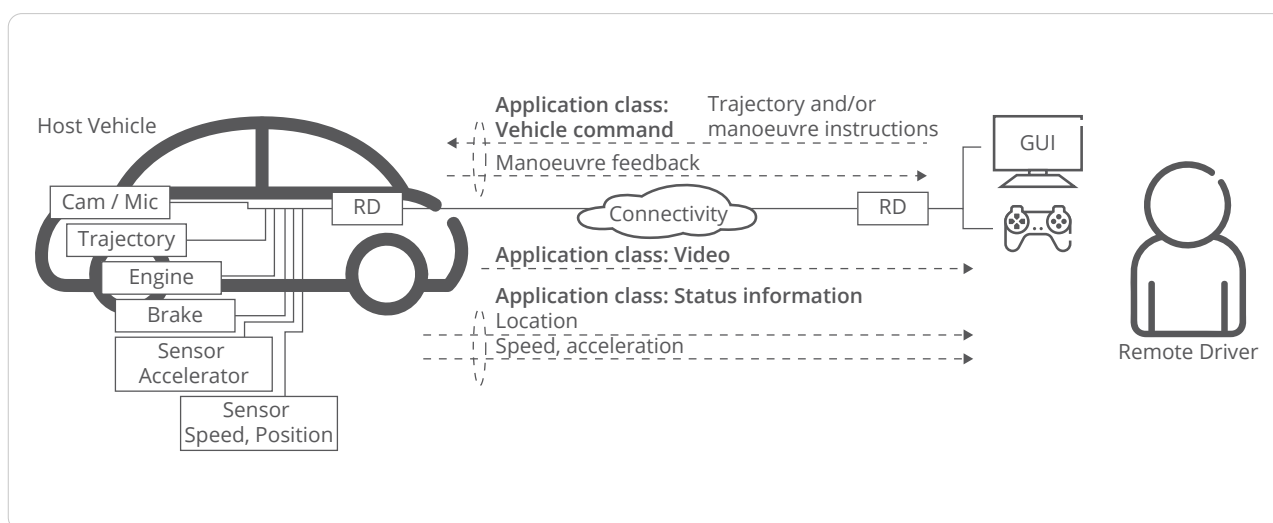 Host Vehicle
Cam / Mic
Trajectory
Engine
Brake
Sensor
Accelerator
Sensor
Speed, Position
RD
Application class:
Vehicle command
Trajectory and/or
manoeuvre instructions
Manoeuvre feedback
Connectivity
RD
GUI
Application class: Video
Application class: Status information
Location
Speed, acceleration
Remote Driver